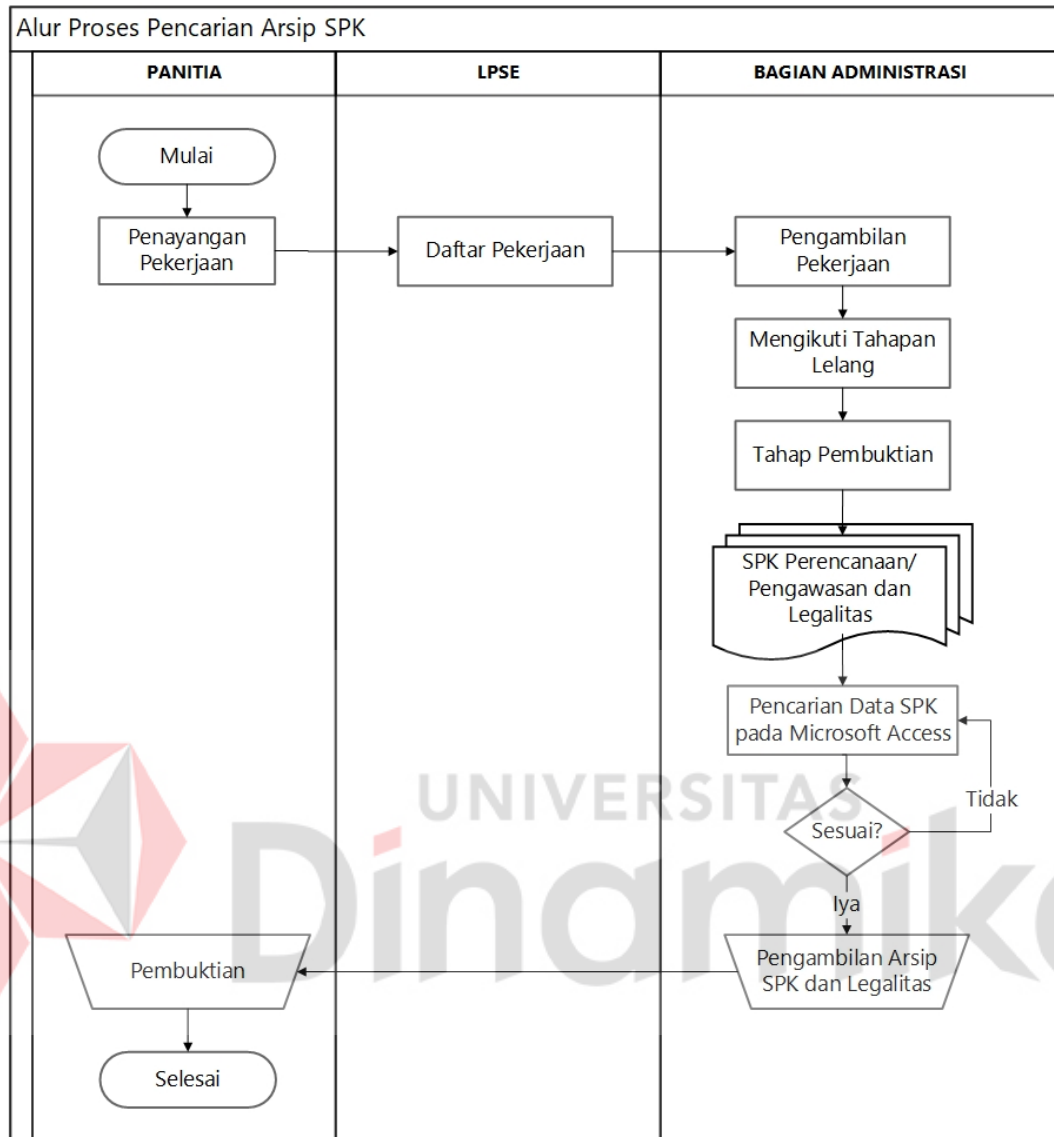 Alur Proses Pencarian Arsip SPK
PANITIA
LPSE
BAGIAN ADMINISTRASI
Mulai
Penayangan
Pekerjaan
Daftar Pekerjaan
Pengambilan
Pekerjaan
Mengikuti Tahapan
Lelang
Tahap Pembuktian
SPK Perencanaan/
Pengawasan dan
Legalitas
Pencarian Data SPK
pada Microsoft Access
Tidak
Sesuai?
Iya
Pengambilan Arsip
SPK dan Legalitas
Pembuktian
Selesai
UNIVERSITAS
Dinamika